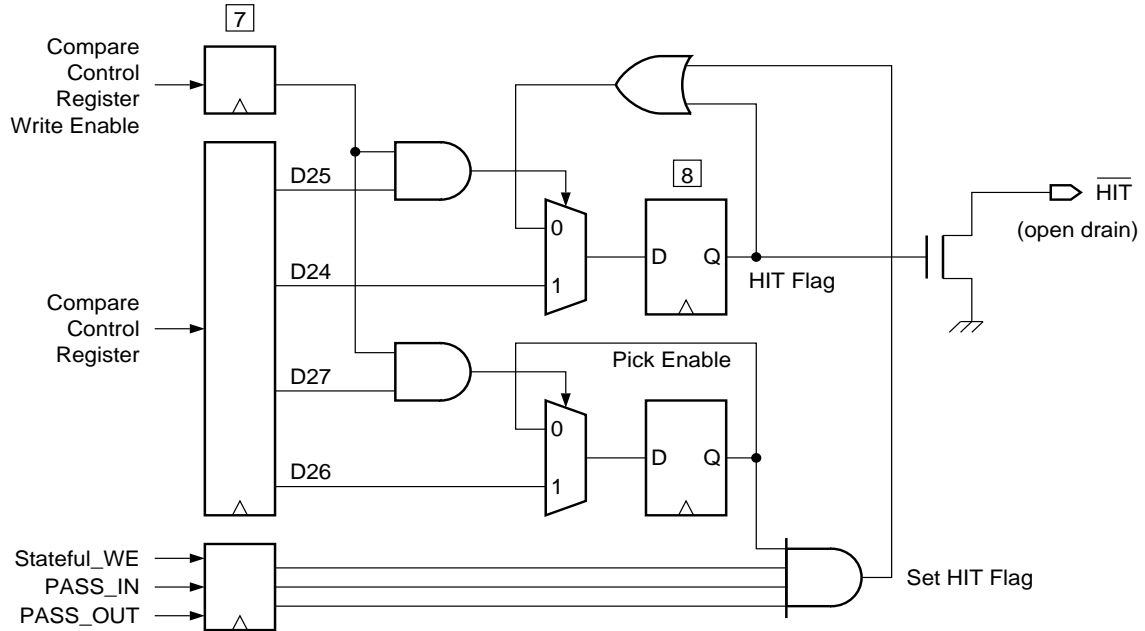 7
Compare
Control
Register
Write Enable
D25
8
0
D Q
HIT
(open drain)
HIT Flag
D24
1
Compare
Control
Register
Pick Enable
D27
0
D Q
D26
1
Stateful_WE
PASS_IN
PASS_OUT
Set HIT Flag